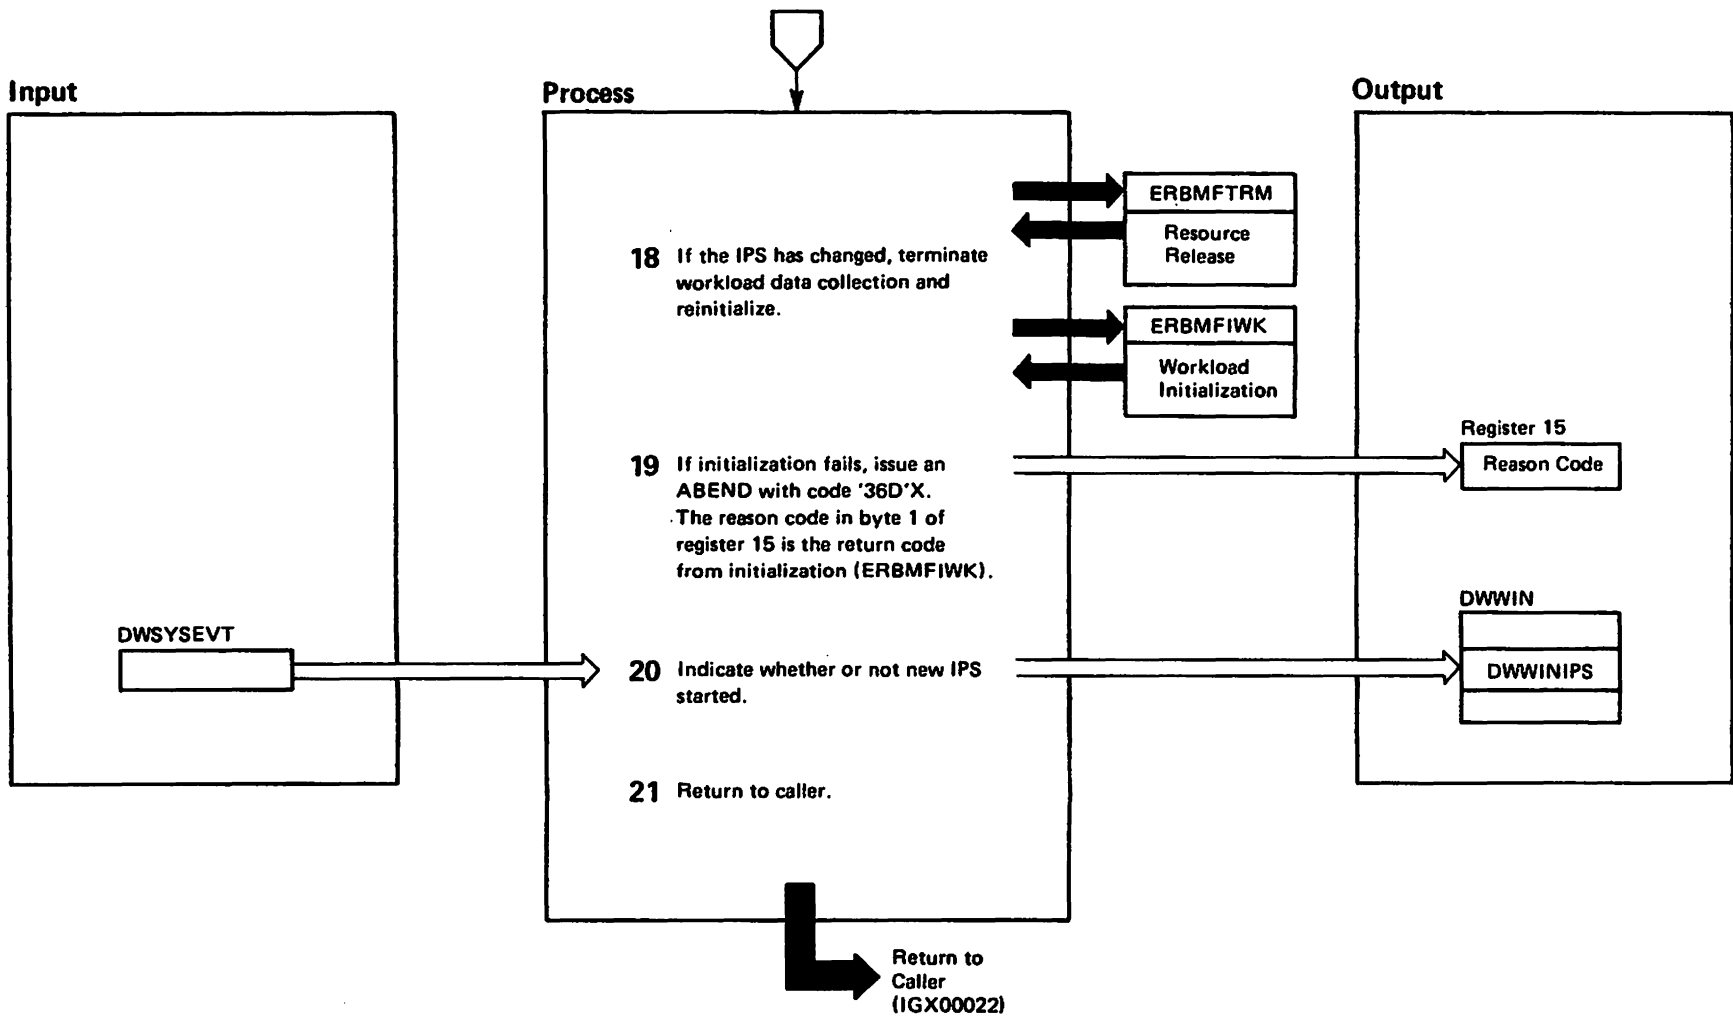 Input
Process
Output
ERBMFTRM
Resource
Release
18 If the IPS has changed, terminate
workload data collection and
reinitialize.
ERBMFIWK
Workload
Initialization
19 If initialization fails, issue an
ABEND with code '36D'X.
The reason code in byte 1 of
register 15 is the return code
from initialization (ERBMFIWK).
Register 15
Reason Code
DWSYSEVT
20 Indicate whether or not new IPS
started.
DWWIN
DWWINIPS
21 Return to caller.
Return to
Caller
(IGX00022)